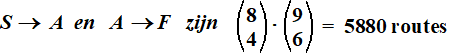 S → A en A → F zijn (8 4) · (9 6) = 5880 routes